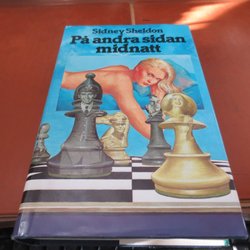 Sidney Sheldon
På andra sidan
midnatt